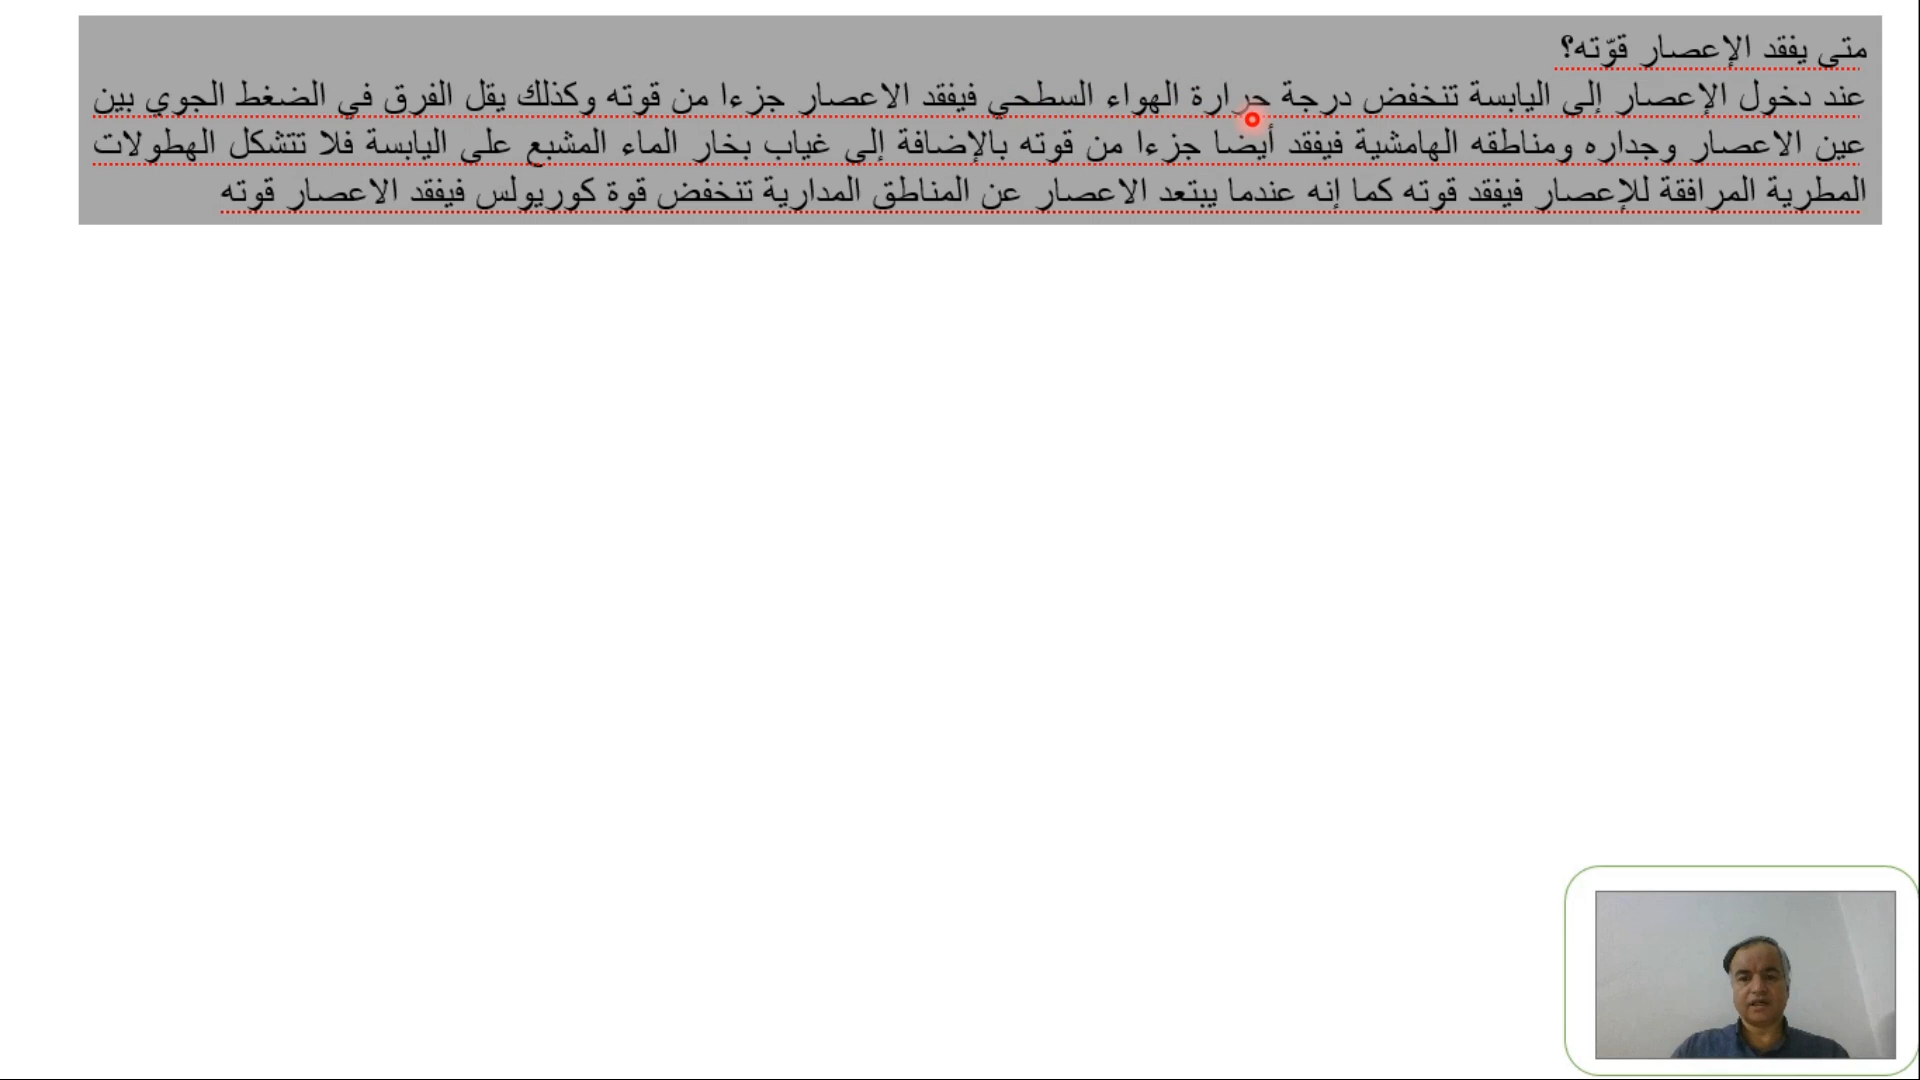 متى يفقد الإعصار قوّته؟
عند دخول الإعصار إلى اليابسة تنخفض درجة حرارة الهواء السطحي فيفقد الاعصار جزءا من قوته وكذلك يقل الفرق في الضغط الجوي بين
عين الاعصار وجداره ومناطقه الهامشية فيفقد أيضا جزءا من قوته بالإضافة إلى غياب بخار الماء المشبع على اليابسة فلا تتشكل الهطولات
المطرية المرافقة للإعصار فيفقد قوته كما إنه عندما يبتعد الاعصار عن المناطق المدارية تنخفض قوة كوريولس فيفقد الاعصار قوته